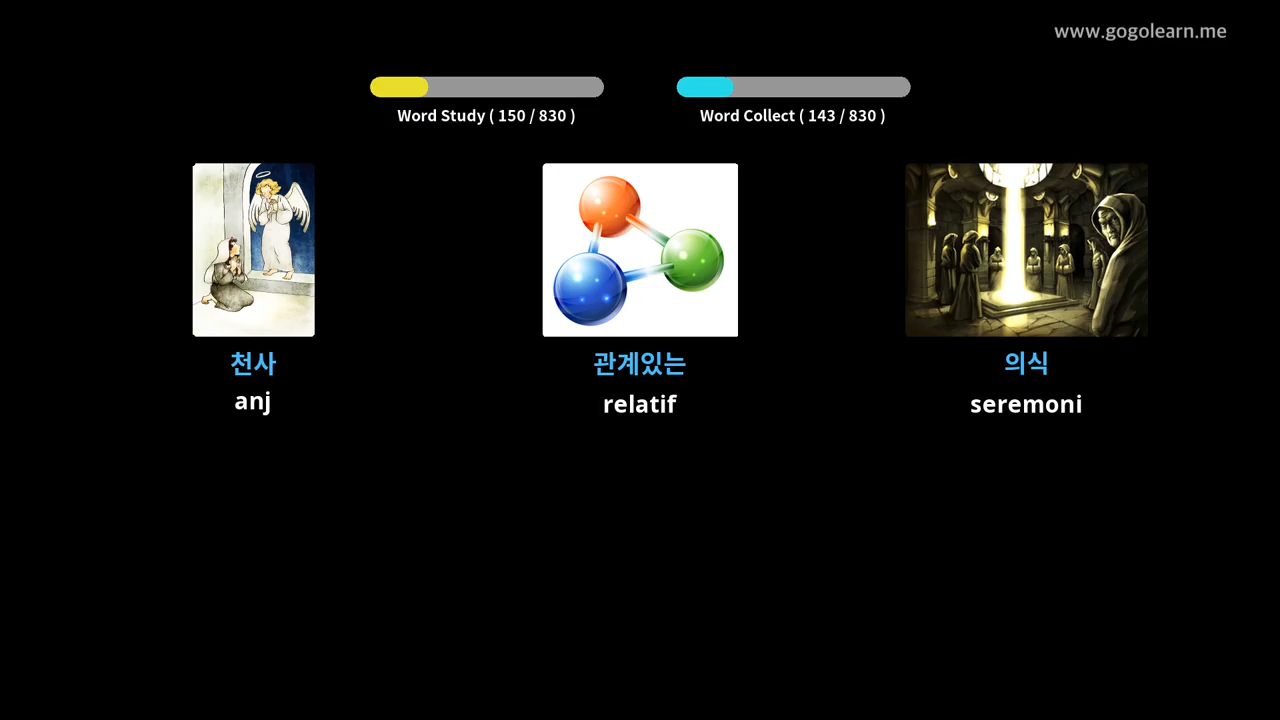 www.gogolearn.me
Word Study ( 150 / 830 )
Word Collect ( 143 / 830 )
천사
anj
관계있는
relatif
의식
seremoni